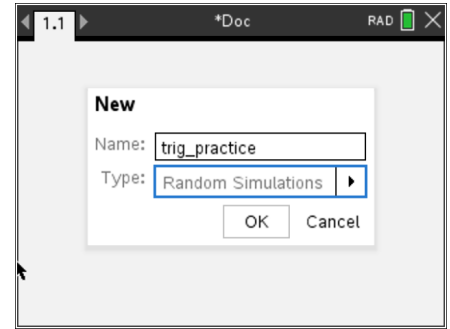 1.1 *Doc RAD
New
Name: trig_practice
Type: Random Simulations
OK Cancel